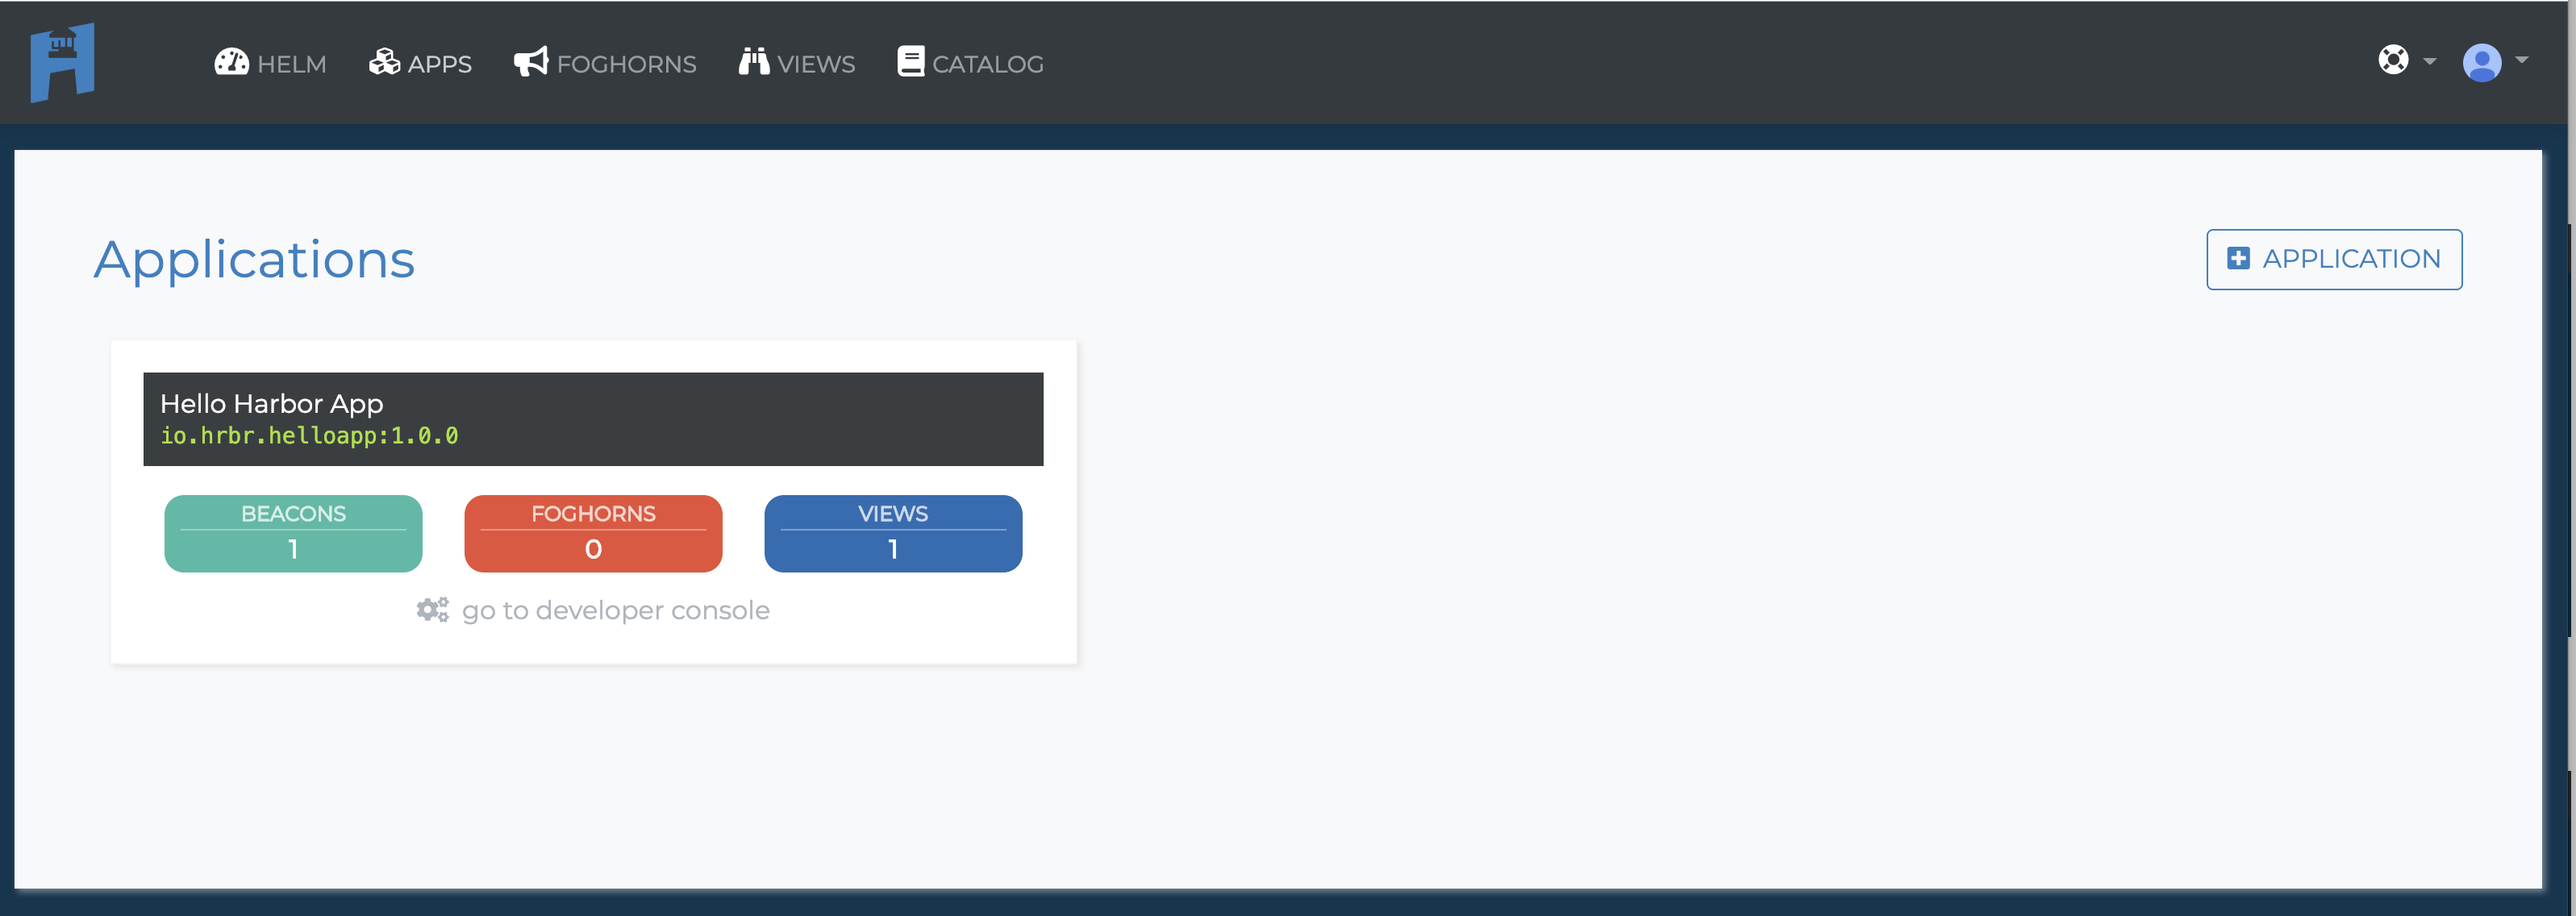 HELM APPS FOGHORNS VIEWS CATALOG
Applications
APPLICATION
Hello Harbor App
io.hrbr.helloapp:1.0.0
BEACONS FOGHORNS VIEWS
1 0 1
go to developer console